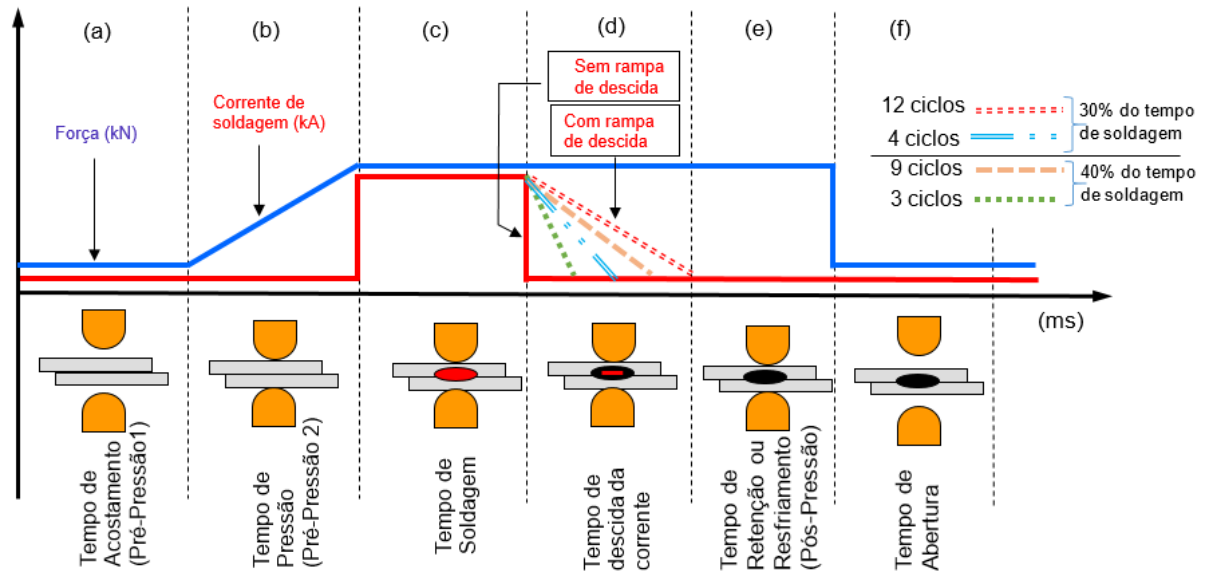 (a)
(b)
(c)
(d)
(e)
(f)
Força (kN)
Corrente de
soldagem (kA)
Sem rampa
de descida
Com rampa
de descida
12 ciclos
4 ciclos
30% do tempo
de soldagem
9 ciclos
3 ciclos
40% do tempo
de soldagem
(ms)
Tempo de
Acostamento
(Pré-Pressão1)
Tempo de
Pressão
(Pré-Pressão 2)
Tempo de
Soldagem
Tempo de
descida da
corrente
Tempo de
Retenção ou
Resfriamento
(Pós-Pressão)
Tempo de
Abertura